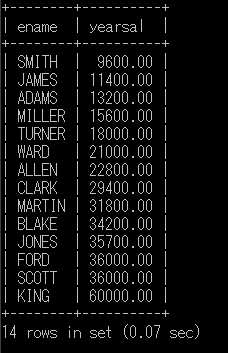 +--------+----------+
| ename  | yearsal  |
+--------+----------+
| SMITH  |  9600.00 |
| JAMES  | 11400.00 |
| ADAMS  | 13200.00 |
| MILLER | 15600.00 |
| TURNER | 18000.00 |
| WARD   | 21000.00 |
| ALLEN  | 22800.00 |
| CLARK  | 29400.00 |
| MARTIN | 31800.00 |
| BLAKE  | 34200.00 |
| JONES  | 35700.00 |
| FORD   | 36000.00 |
| SCOTT  | 36000.00 |
| KING   | 60000.00 |
+--------+----------+
14 rows in set (0.07 sec)